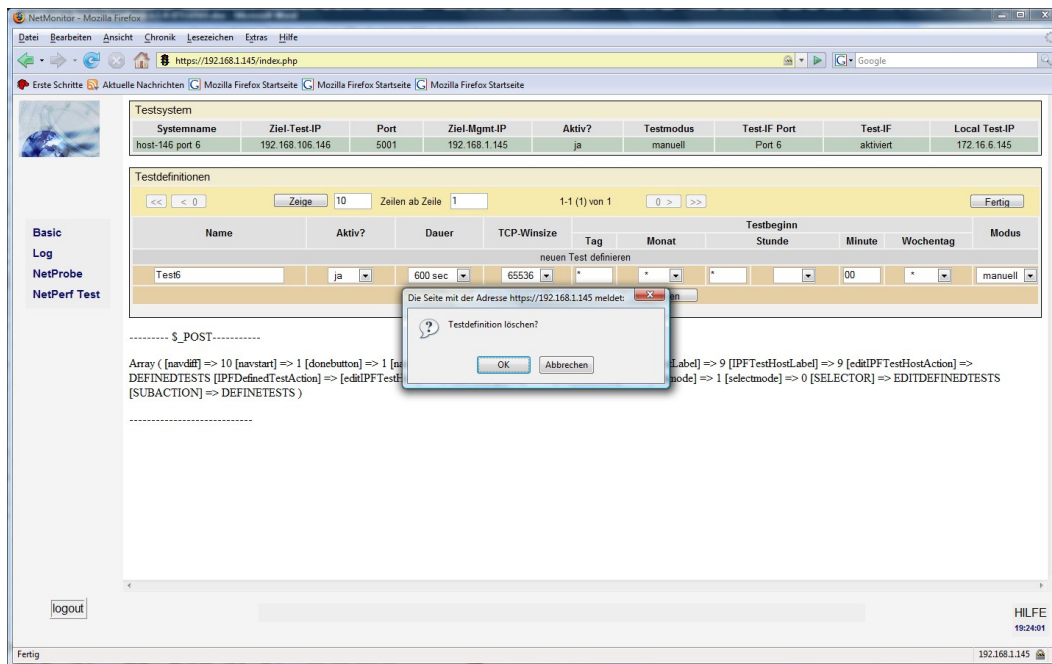 NetMonitor - Mozilla Firefox
Datei Bearbeiten Ansicht Chronik Lesezeichen Extras Hilfe
https://192.168.1.145/index.php
Google
Erste Schritte Aktuelle Nachrichten Mozilla Firefox Startseite Mozilla Firefox Startseite Mozilla Firefox Startseite
Testsystem
Systemname Ziel-Test-IP Port Ziel-Mgmt-IP Aktiv? Testmodus Test-IF Port Test-IF Local Test-IP
host-146 port 6 192.168.106.146 5001 192.168.1.145 ja manuell Port 6 aktiviert 172.16.6.145
Testdefinitionen
<< < 0 Zeige 10 Zeilen ab Zeile 1 1-1 (1) von 1 0 > >> Fertig
Name Aktiv? Dauer TCP-Winsize Testbeginn Modus
Tag Monat Stunde Minute Wochentag
neuen Test definieren
Test6 ja 600 sec 65536 * * * 00 * manuell
en
Basic
Log
NetProbe
NetPerf Test
Die Seite mit der Adresse https://192.168.1.145 meldet:
Testdefinition löschen?
OK Abbrechen
--------- $_POST-----------
Array ( [navdiff] => 10 [navstart] => 1 [donebutton] => 1 [na Label] => 9 [IPFTestHostLabel] => 9 [editIPFTestHostAction] =>
DEFINEDTESTS [IPFDefinedTestAction] => [editIPFTestH mode] => 1 [selectmode] => 0 [SELECTOR] => EDITDEFINEDTESTS
[SUBACTION] => DEFINETESTS )
----------------------------
logout
HILFE
19:24:01
Fertig 192.168.1.145